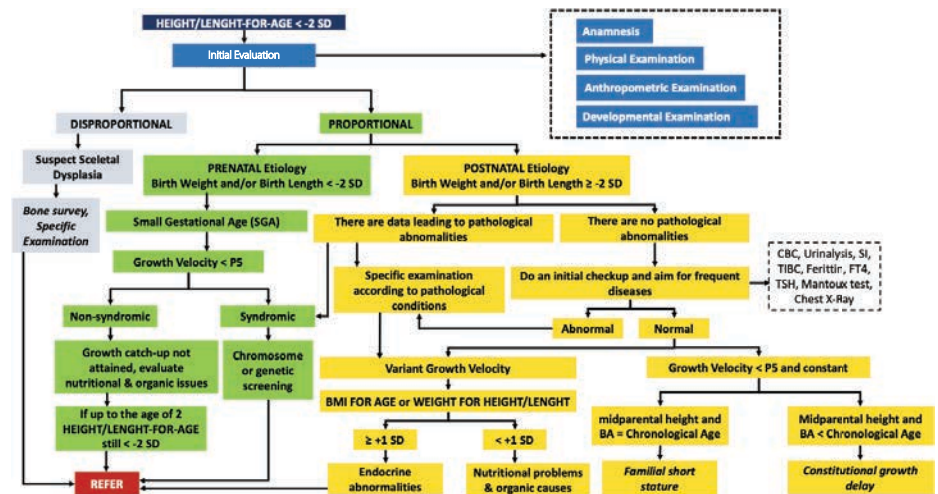 HEIGHT/LENGHT-FOR-AGE < -2 SD
Initial Evaluation
Anamnesis
Physical Examination
Anthropometric Examination
Developmental Examination
DISPROPORTIONAL
PROPORTIONAL
Suspect Sceletal
Dysplasia
PRENATAL Etiology
Birth Weight and/or Birth Length < -2 SD
POSTNATAL Etiology
Birth Weight and/or Birth Length ≥ -2 SD
Bone survey,
Specific
Examination
Small Gestational Age (SGA)
There are data leading to pathological
abnomalities
There are no pathological
abnomalities
Growth Velocity < P5
Specific examination
according to pathological
conditions
Do an initial checkup and aim for frequent
diseases
CBC, Urinalysis, SI,
TIBC, Ferittin, FT4,
TSH, Mantoux test,
Chest X-Ray
Non-syndromic
Syndromic
Abnormal
Normal
Growth catch-up not
attained, evaluate
nutritional & organic issues
Chromosome
or genetic
screening
Variant Growth Velocity
Growth Velocity < P5 and constant
BMI FOR AGE or WEIGHT FOR HEIGHT/LENGHT
If up to the age of 2
HEIGHT/LENGHT-FOR-AGE
still < -2 SD
≥ +1 SD
< +1 SD
midparental height and
BA = Chronological Age
Midparental height and
BA < Chronological Age
REFER
Endocrine
abnormalities
Nutritional problems
& organic causes
Familial short
stature
Constitutional growth
delay